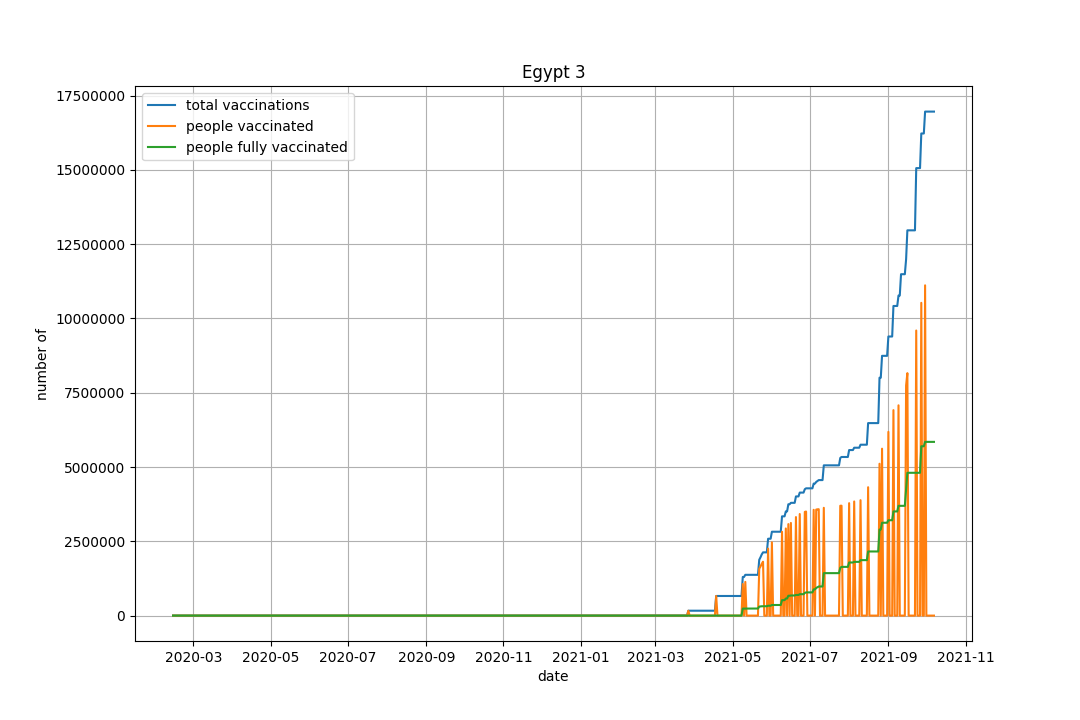 Egypt 3
total vaccinations
people vaccinated
people fully vaccinated
17500000
15000000
12500000
10000000
7500000
5000000
2500000
0
number of
2020-03 2020-05 2020-07 2020-09 2020-11 2021-01 2021-03 2021-05 2021-07 2021-09 2021-11
date